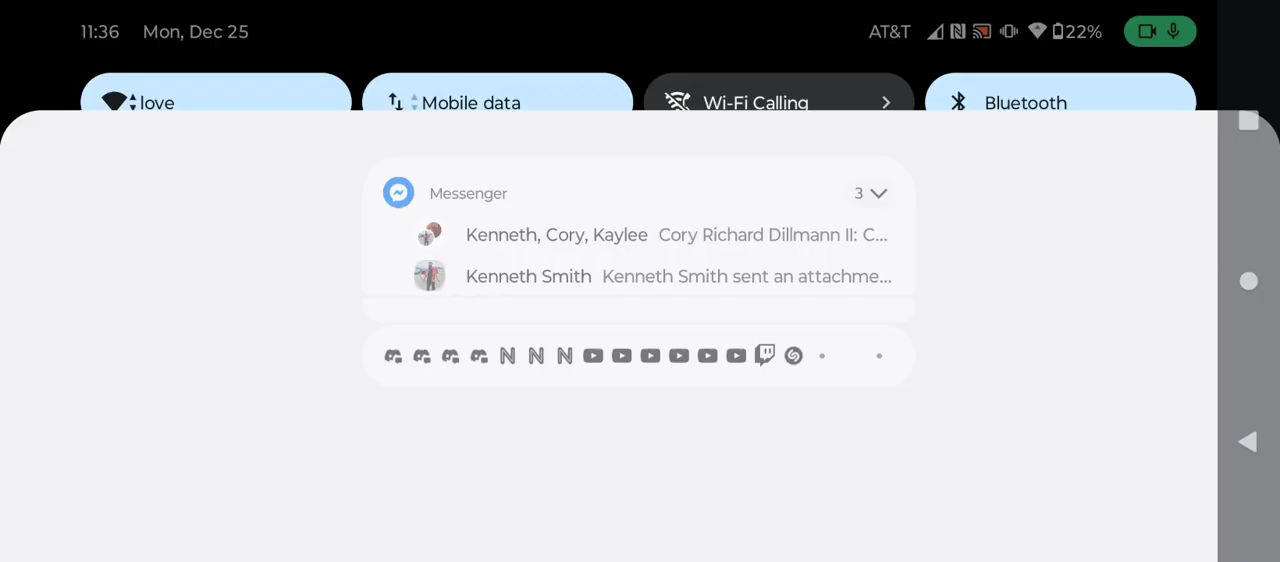 11:36 Mon, Dec 25 AT&T 22%
love Mobile data Wi-Fi Calling Bluetooth
Messenger 3
Kenneth, Cory, Kaylee Cory Richard Dillmann II: C...
Kenneth Smith Kenneth Smith sent an attachme...